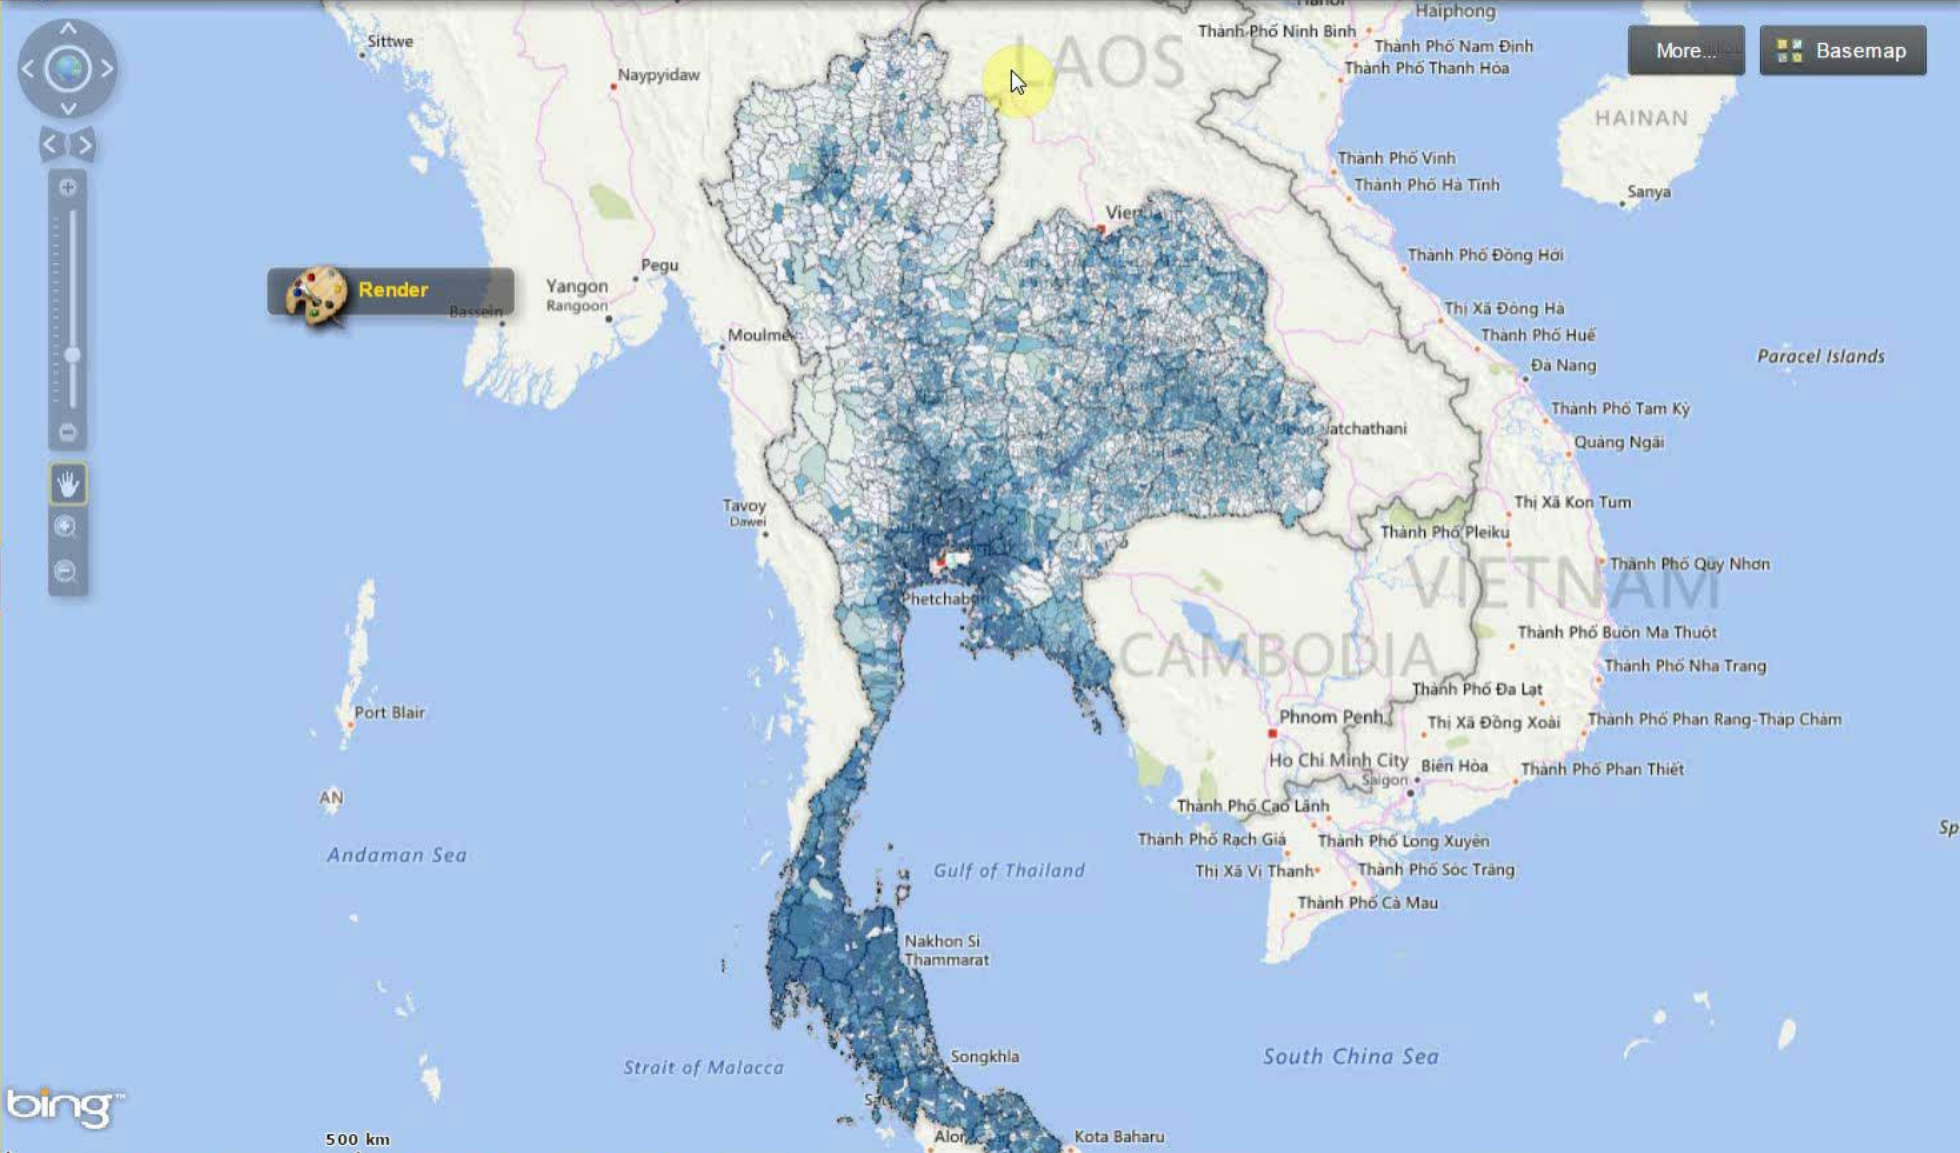 Haiphong
Sittwe
LAOS
Thành Phố Ninh Bình
Thành Phố Nam Định
More...
Basemap
Naypyidaw
Thành Phố Thanh Hóa
HAINAN
Thành Phố Vinh
Thành Phố Hà Tĩnh
Sanya
Thành Phố Đồng Hới
Pegu
Render
Yangon
Rangoon
Bassein
Thị Xã Đông Hà
Thành Phố Huế
Paracel Islands
Đà Nang
Thành Phố Tam Kỳ
Quảng Ngãi
Tavoy
Dawei
Thị Xã Kon Tum
Thành Phố Pleiku
Thành Phố Qùy Nhơn
VIETNAM
CAMBODIA
Thành Phố Buôn Ma Thuột
Thành Phố Nha Trang
Thành Phố Đa Lạt
Port Blair
Phnom Penh
Thị Xã Đồng Xoài
Thành Phố Phan Rang-Tháp Chàm
Ho Chi Minh City
Saigon
Biên Hòa
Thành Phố Phan Thiết
AN
Thành Phố Cao Lãnh
Thành Phố Rạch Giá
Thành Phố Long Xuyên
Andaman Sea
Gulf of Thailand
Thị Xã Vị Thanh
Thành Phố Sóc Trăng
Thành Phố Cà Mau
Nakhon Si
Thammarat
Songkhla
Strait of Malacca
South China Sea
bing™
500 km
Kota Baharu